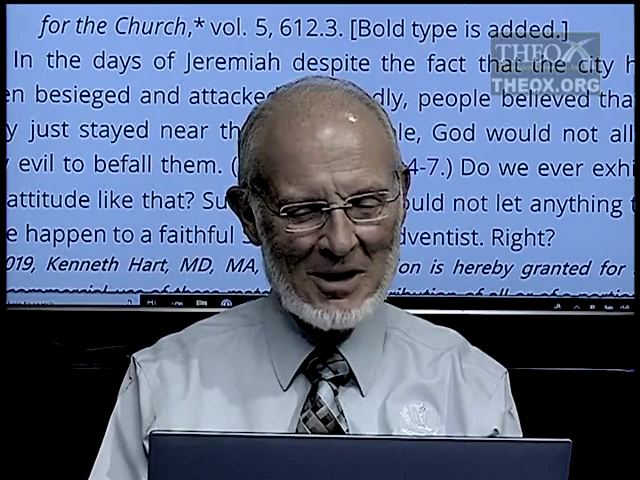 for the Church,* vol. 5, 612.3. [Bold type is added.]
THEOX
In the days of Jeremiah despite the fact that the city
THEOX.ORG
en besieged and attacked dly, people believed tha
y just stayed near th le, God would not all
evil to befall them. ( 4-7.) Do we ever exhi
attitude like that? Su ould not let anything t
e happen to a faithful S dventist. Right?
019, Kenneth Hart, MD, MA, on is hereby granted for